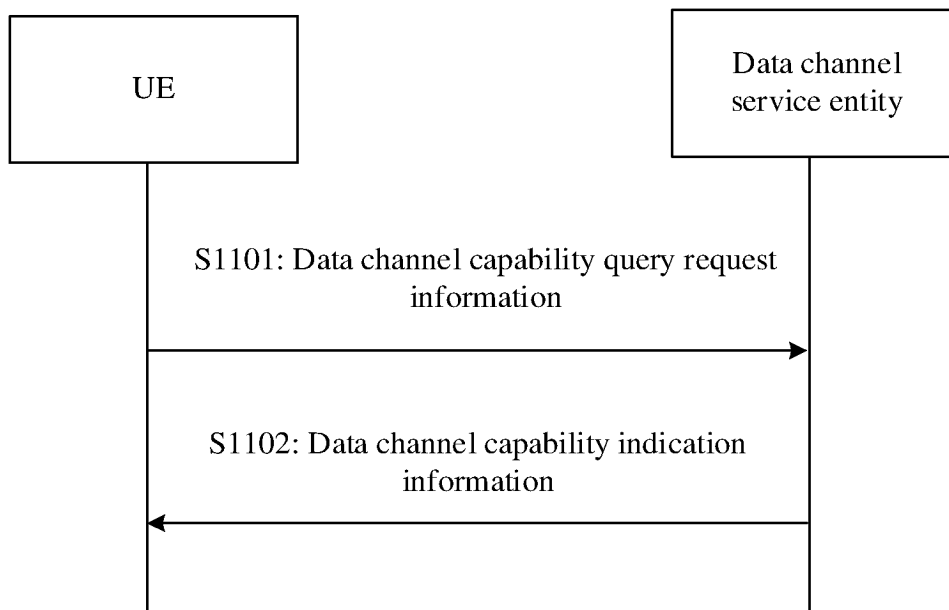 UE
Data channel
service entity
S1101: Data channel capability query request
information
S1102: Data channel capability indication
information